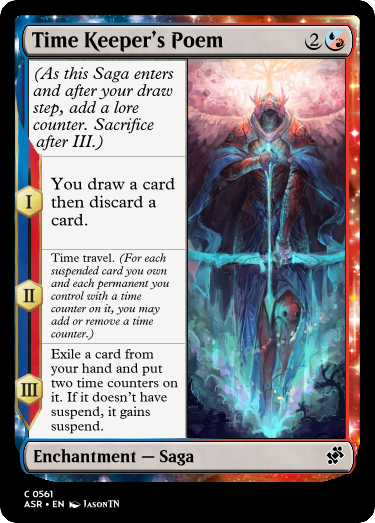 Time Keeper's Poem 2
(As this Saga enters
and after your draw
step, add a lore
counter. Sacrifice
after III.)
I
You draw a card
then discard a
card.
II
Time travel. (For each
suspended card you own
and each permanent you
control with a time
counter on it, you may
add or remove a time
counter.)
III
Exile a card from
your hand and put
two time counters on
it. If it doesn't have
suspend, it gains
suspend.
Enchantment — Saga
C 0561
ASR • EN JasonTN